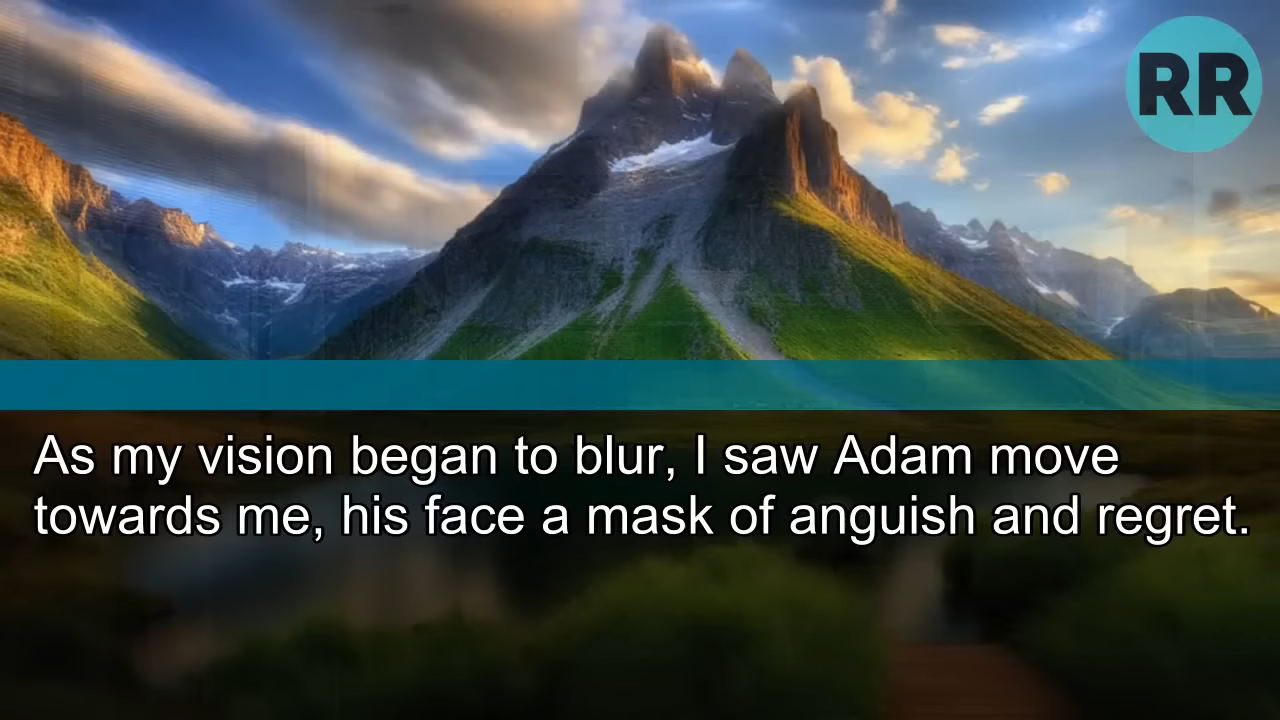 RR
As my vision began to blur, I saw Adam move
towards me, his face a mask of anguish and regret.